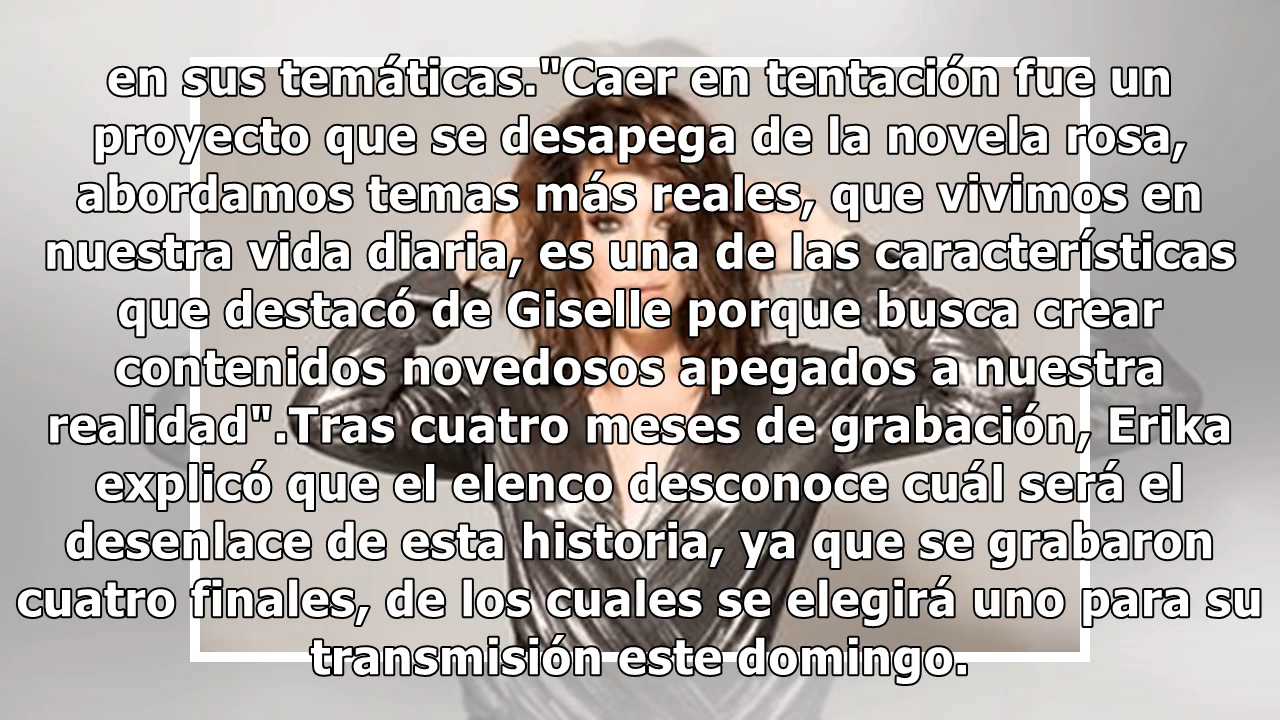 en sus temáticas."Caer en tentación fue un
proyecto que se desapega de la novela rosa,
abordamos temas más reales, que vivimos en
nuestra vida diaria, es una de las características
que destacó de Giselle porque busca crear
contenidos novedosos apegados a nuestra
realidad".Tras cuatro meses de grabación, Erika
explicó que el elenco desconoce cuál será el
desenlace de esta historia, ya que se grabaron
cuatro finales, de los cuales se elegirá uno para su
transmisión este domingo.